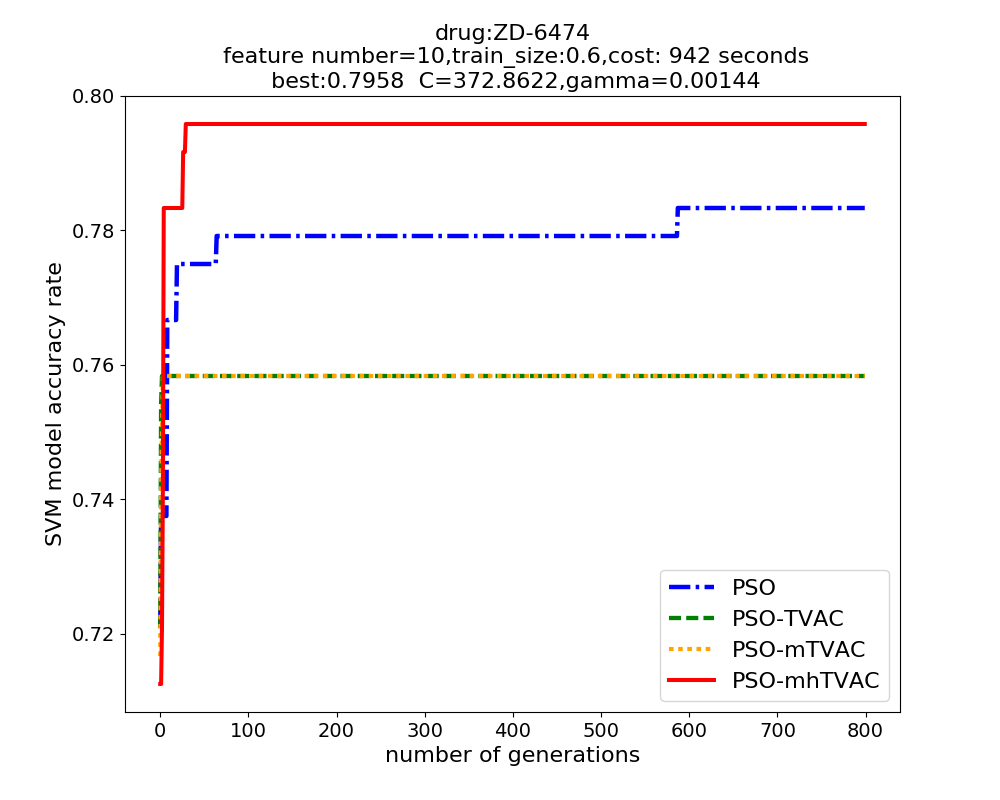 drug:ZD-6474
feature number=10,train_size:0.6,cost: 942 seconds
best:0.7958  C=372.8622,gamma=0.00144
0.80
0.78
0.76
0.74
0.72
SVM model accuracy rate
PSO
PSO-TVAC
PSO-mTVAC
PSO-mhTVAC
0 100 200 300 400 500 600 700 800
number of generations